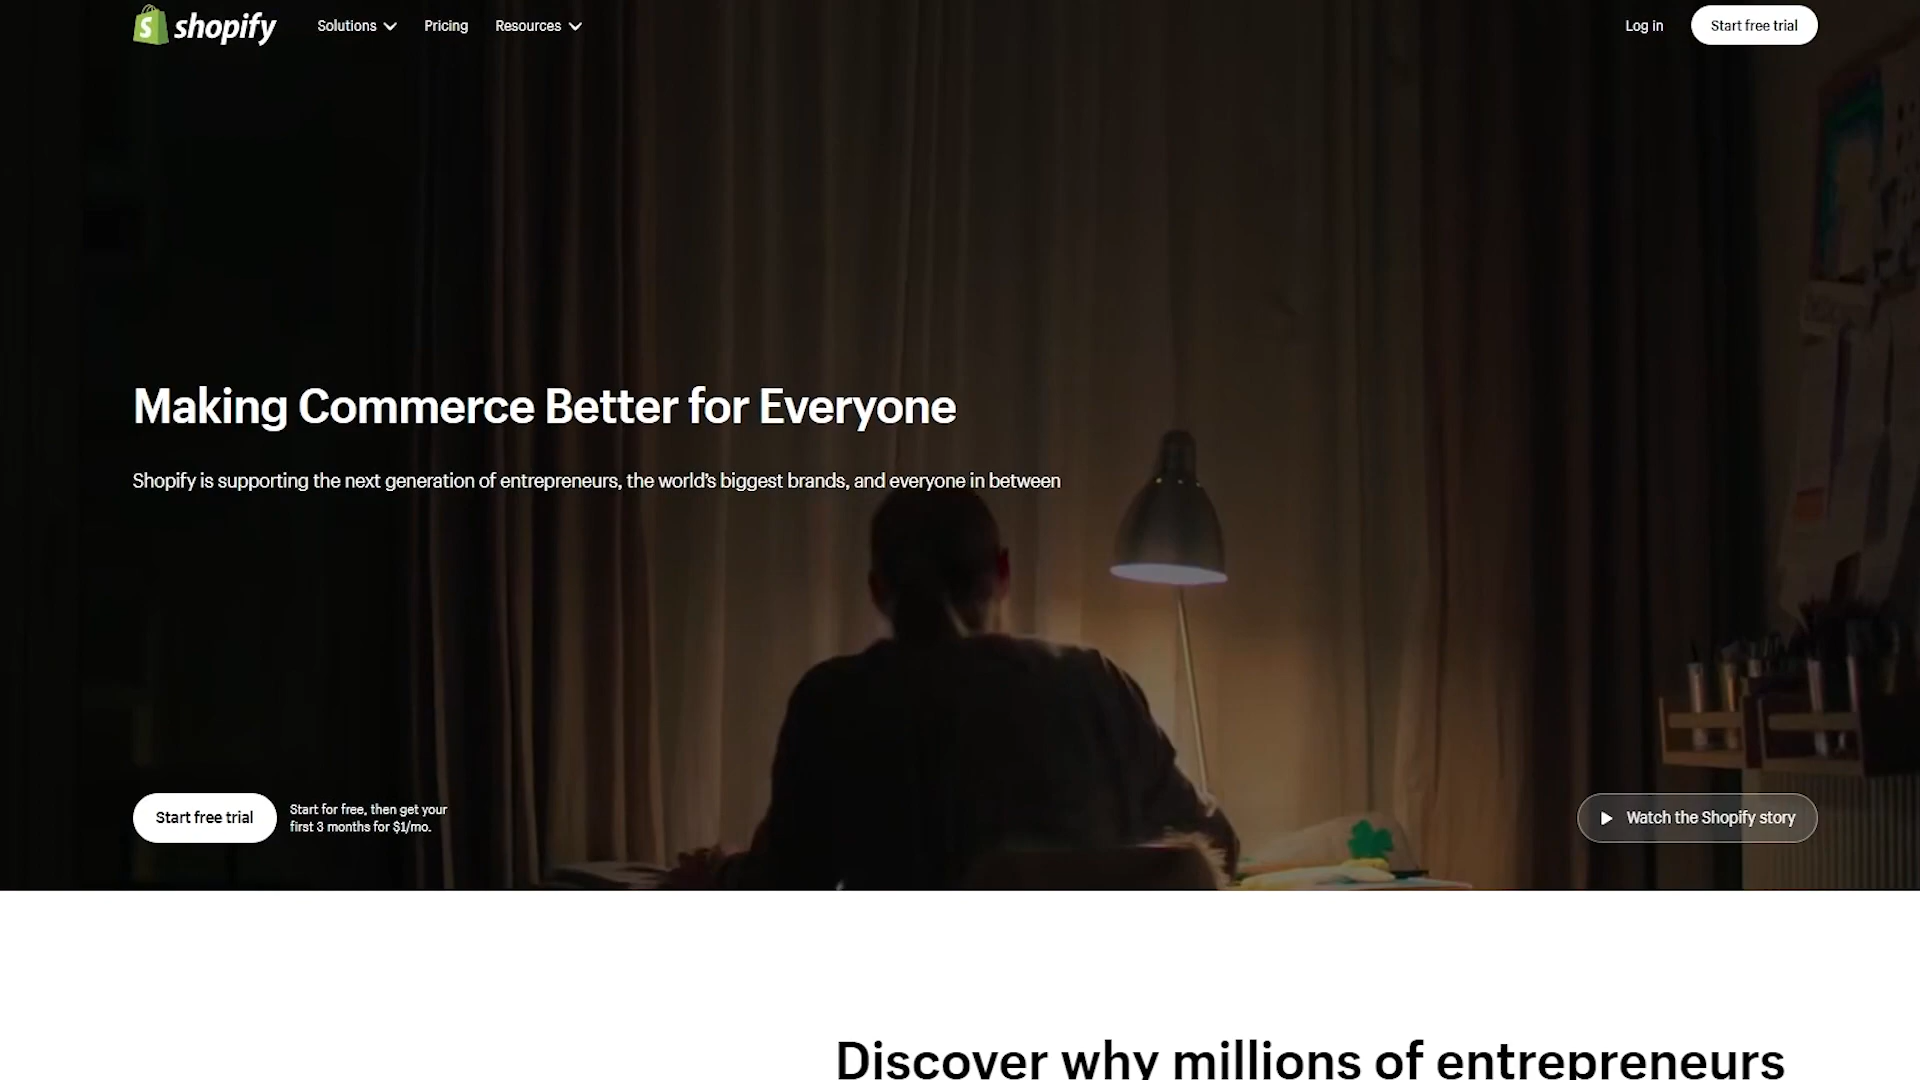 shopify
Solutions
Pricing
Resources
Log in
Start free trial
Making Commerce Better for Everyone
Shopify is supporting the next generation of entrepreneurs, the world's biggest brands, and everyone in between
Start free trial
Start for free, then get your
first 3 months for $1/mo.
Watch the Shopify story
Discover why millions of entrepreneurs